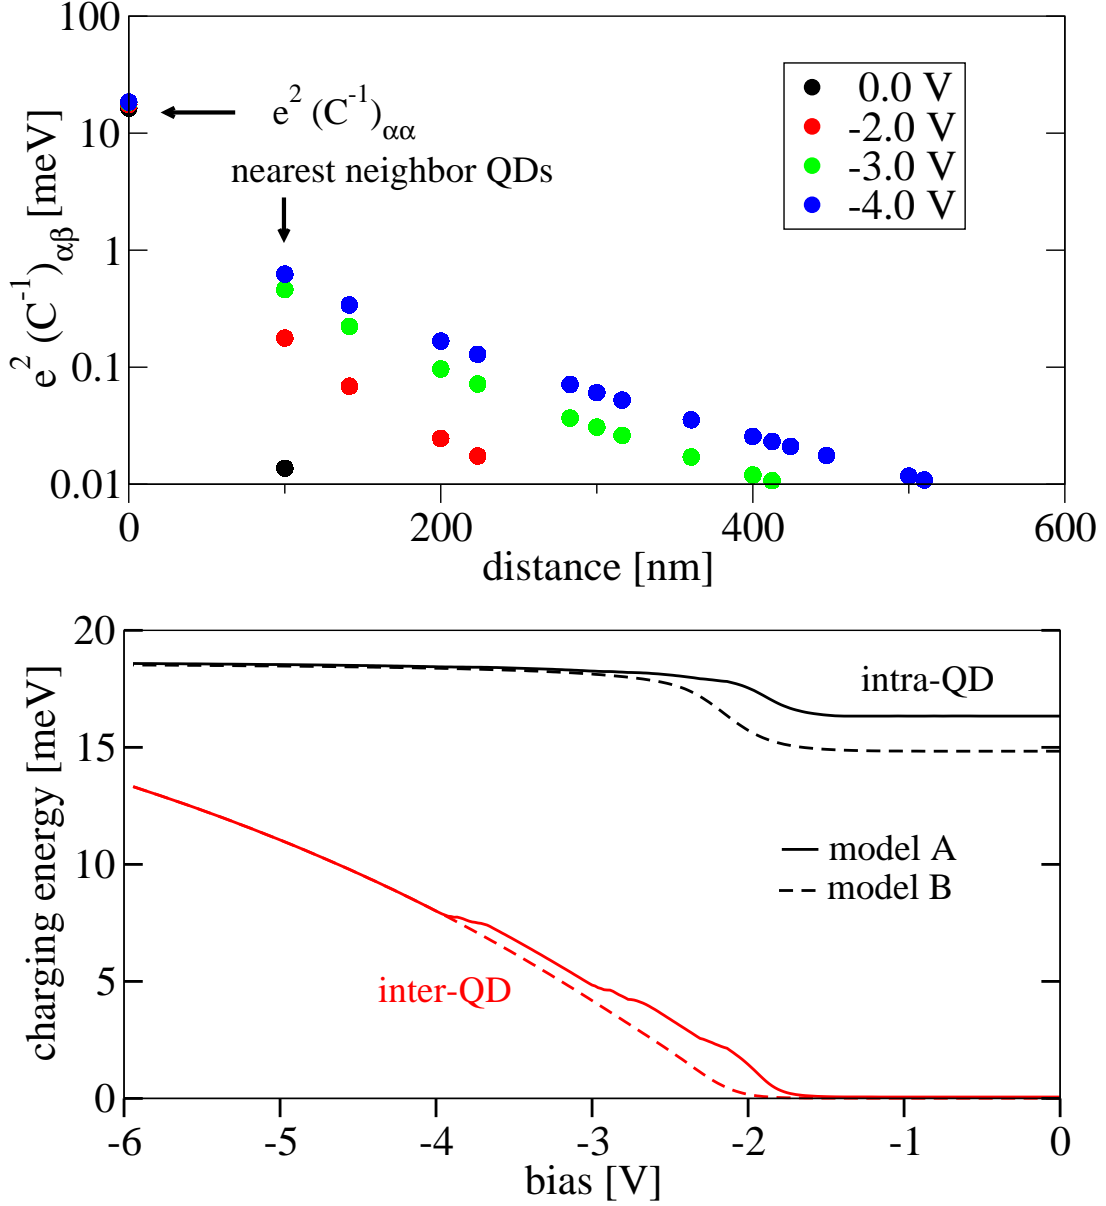 100
10
1
0.1
0.01
e² (C⁻¹)αβ [meV]
e² (C⁻¹)αα
nearest neighbor QDs
0.0 V
-2.0 V
-3.0 V
-4.0 V
0 200 400 600
distance [nm]
20
15
10
5
0
charging energy [meV]
intra-QD
model A
model B
inter-QD
-6 -5 -4 -3 -2 -1 0
bias [V]